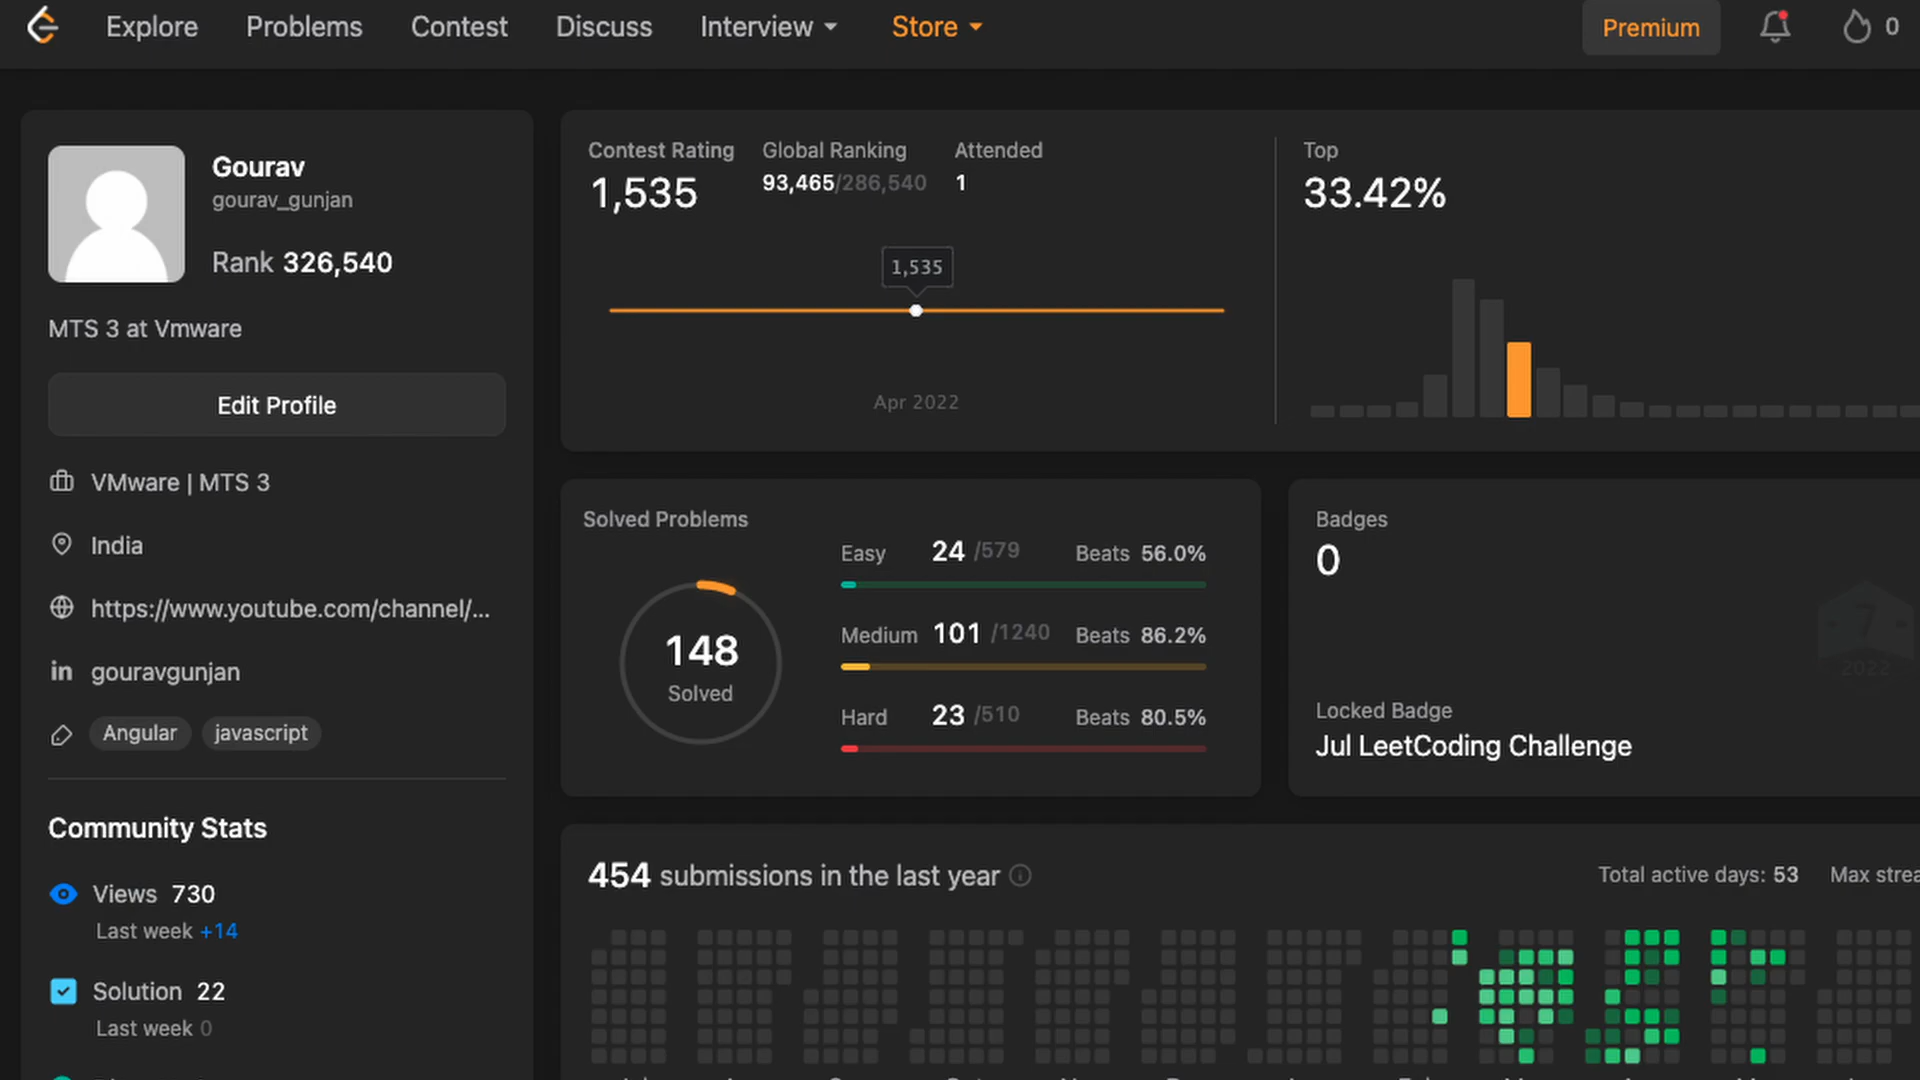 Explore Problems Contest Discuss Interview Store Premium 0
Gourav
gourav_gunjan
Rank 326,540
MTS 3 at Vmware
Edit Profile
VMware | MTS 3
India
https://www.youtube.com/channel/...
in gouravgunjan
Angular javascript
Community Stats
Views 730
Last week +14
Solution 22
Last week 0
Contest Rating Global Ranking Attended
1,535 93,465/286,540 1
1,535
Apr 2022
Top
33.42%
Solved Problems
148
Solved
Easy 24 /579 Beats 56.0%
Medium 101 /1240 Beats 86.2%
Hard 23 /510 Beats 80.5%
Badges
0
7
2022
Locked Badge
Jul LeetCoding Challenge
454 submissions in the last year
Total active days: 53 Max strea